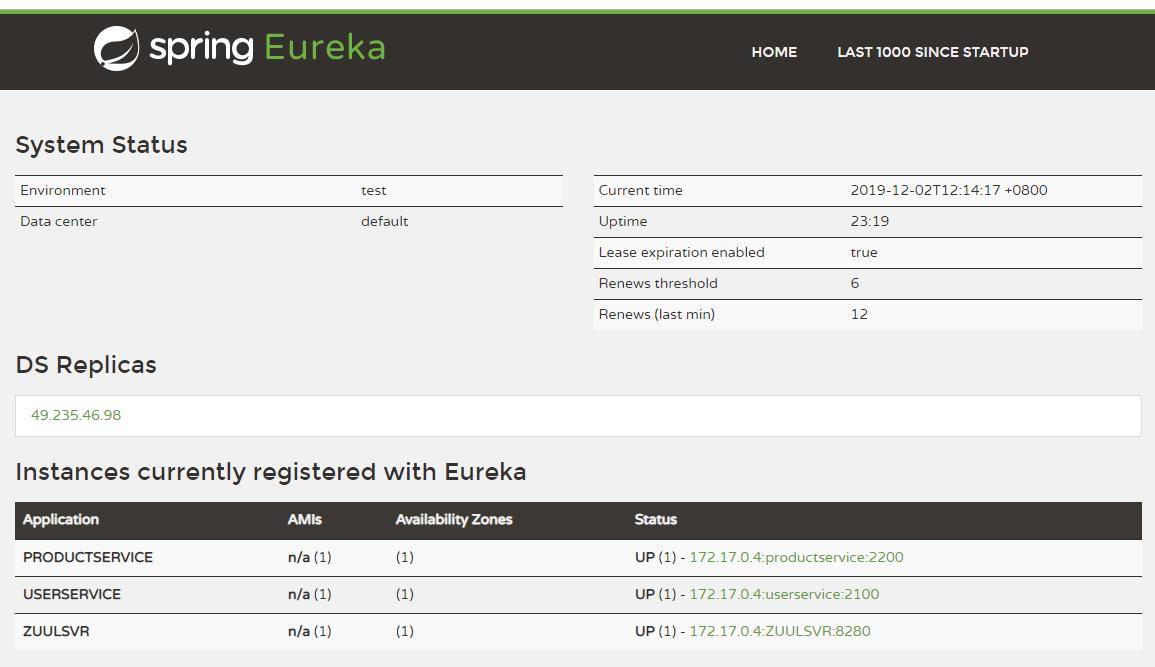 spring Eureka HOME LAST 1000 SINCE STARTUP
System Status
Environment test
Data center default
Current time 2019-12-02T12:14:17 +0800
Uptime 23:19
Lease expiration enabled true
Renews threshold 6
Renews (last min) 12
DS Replicas
49.235.46.98
Instances currently registered with Eureka
Application AMIs Availability Zones Status
PRODUCTSERVICE n/a (1) (1) UP (1) - 172.17.0.4:productservice:2200
USERSERVICE n/a (1) (1) UP (1) - 172.17.0.4:userservice:2100
ZUULSVR n/a (1) (1) UP (1) - 172.17.0.4:ZUULSVR:8280